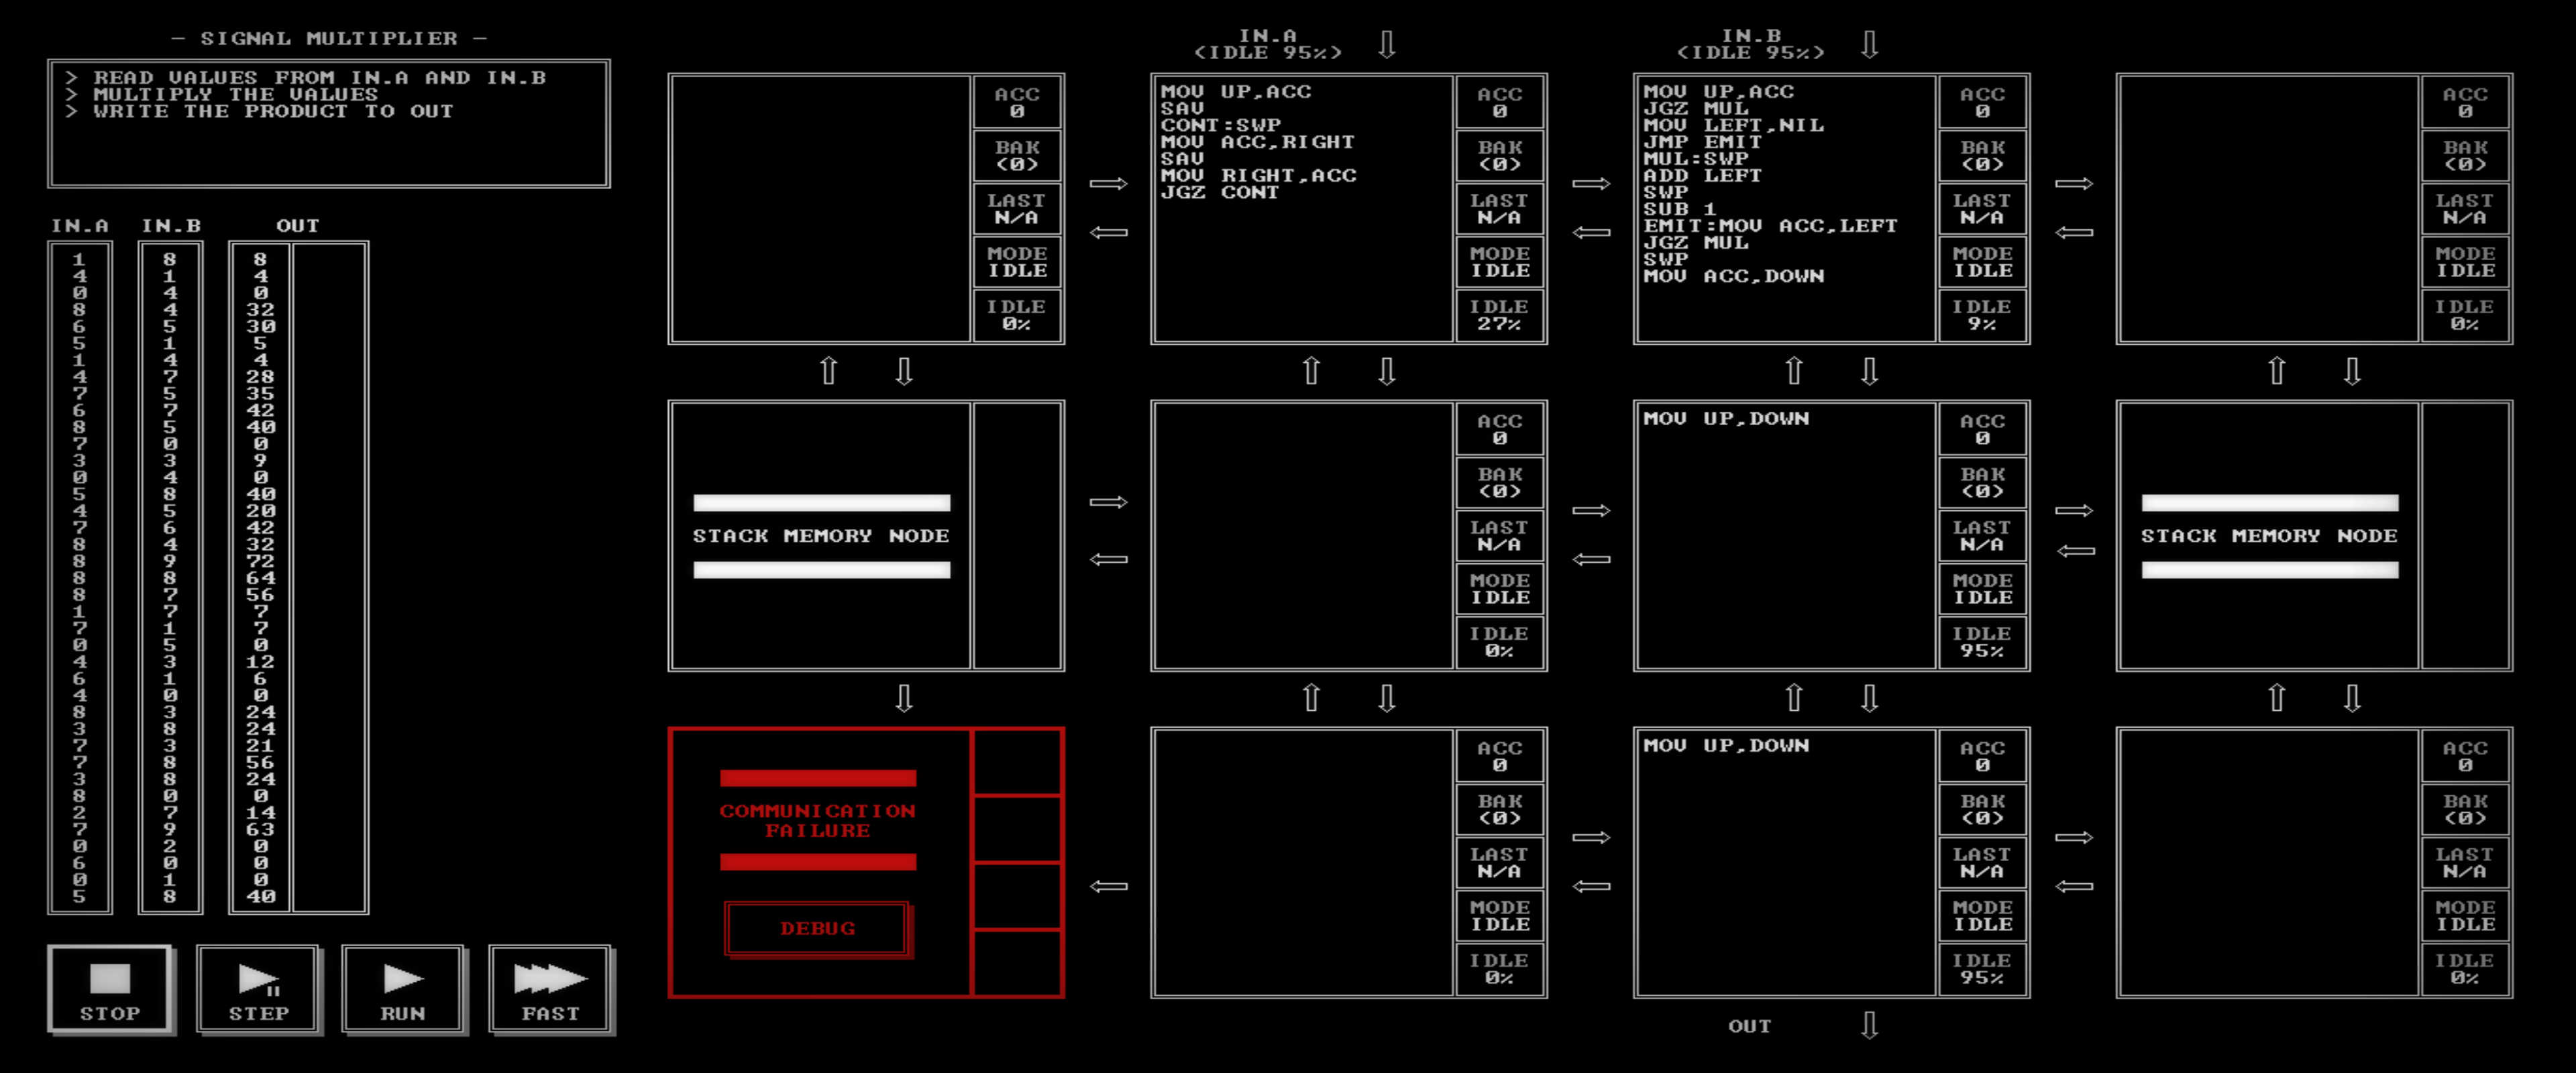 - SIGNAL MULTIPLIER -
> READ VALUES FROM IN.A AND IN.B
> MULTIPLY THE VALUES
> WRITE THE PRODUCT TO OUT
IN.A IN.B OUT
1 8 8
4 1 4
0 4 0
8 4 32
6 5 30
5 1 5
1 4 4
4 7 28
7 5 35
6 7 42
8 5 40
7 0 0
3 3 9
0 4 0
5 8 40
4 5 20
7 6 42
8 4 32
8 9 72
8 8 64
8 7 56
1 7 7
7 1 7
0 5 0
4 3 12
6 1 6
4 0 0
8 3 24
3 8 24
7 3 21
7 8 56
3 8 24
8 0 0
2 7 14
7 9 63
0 2 0
6 0 0
0 1 0
5 8 40
STOP
STEP
RUN
FAST
ACC
0
BAK
(0)
LAST
N/A
MODE
IDLE
IDLE
0%
IN.A
(IDLE 95%)
MOV UP,ACC
SAV
CONT:SWP
MOV ACC,RIGHT
SAV
MOV RIGHT,ACC
JGZ CONT
ACC
0
BAK
(0)
LAST
N/A
MODE
IDLE
IDLE
27%
IN.B
(IDLE 95%)
MOV UP,ACC
JGZ MUL
MOV LEFT,NIL
JMP EMIT
MUL:SWP
ADD LEFT
SWP
SUB 1
EMIT:MOV ACC,LEFT
JGZ MUL
SWP
MOV ACC,DOWN
ACC
0
BAK
(0)
LAST
N/A
MODE
IDLE
IDLE
9%
ACC
0
BAK
(0)
LAST
N/A
MODE
IDLE
IDLE
0%
STACK MEMORY NODE
ACC
0
BAK
(0)
LAST
N/A
MODE
IDLE
IDLE
0%
MOV UP,DOWN
ACC
0
BAK
(0)
LAST
N/A
MODE
IDLE
IDLE
95%
STACK MEMORY NODE
COMMUNICATION
FAILURE
DEBUG
ACC
0
BAK
(0)
LAST
N/A
MODE
IDLE
IDLE
0%
MOV UP,DOWN
ACC
0
BAK
(0)
LAST
N/A
MODE
IDLE
IDLE
95%
ACC
0
BAK
(0)
LAST
N/A
MODE
IDLE
IDLE
0%
OUT